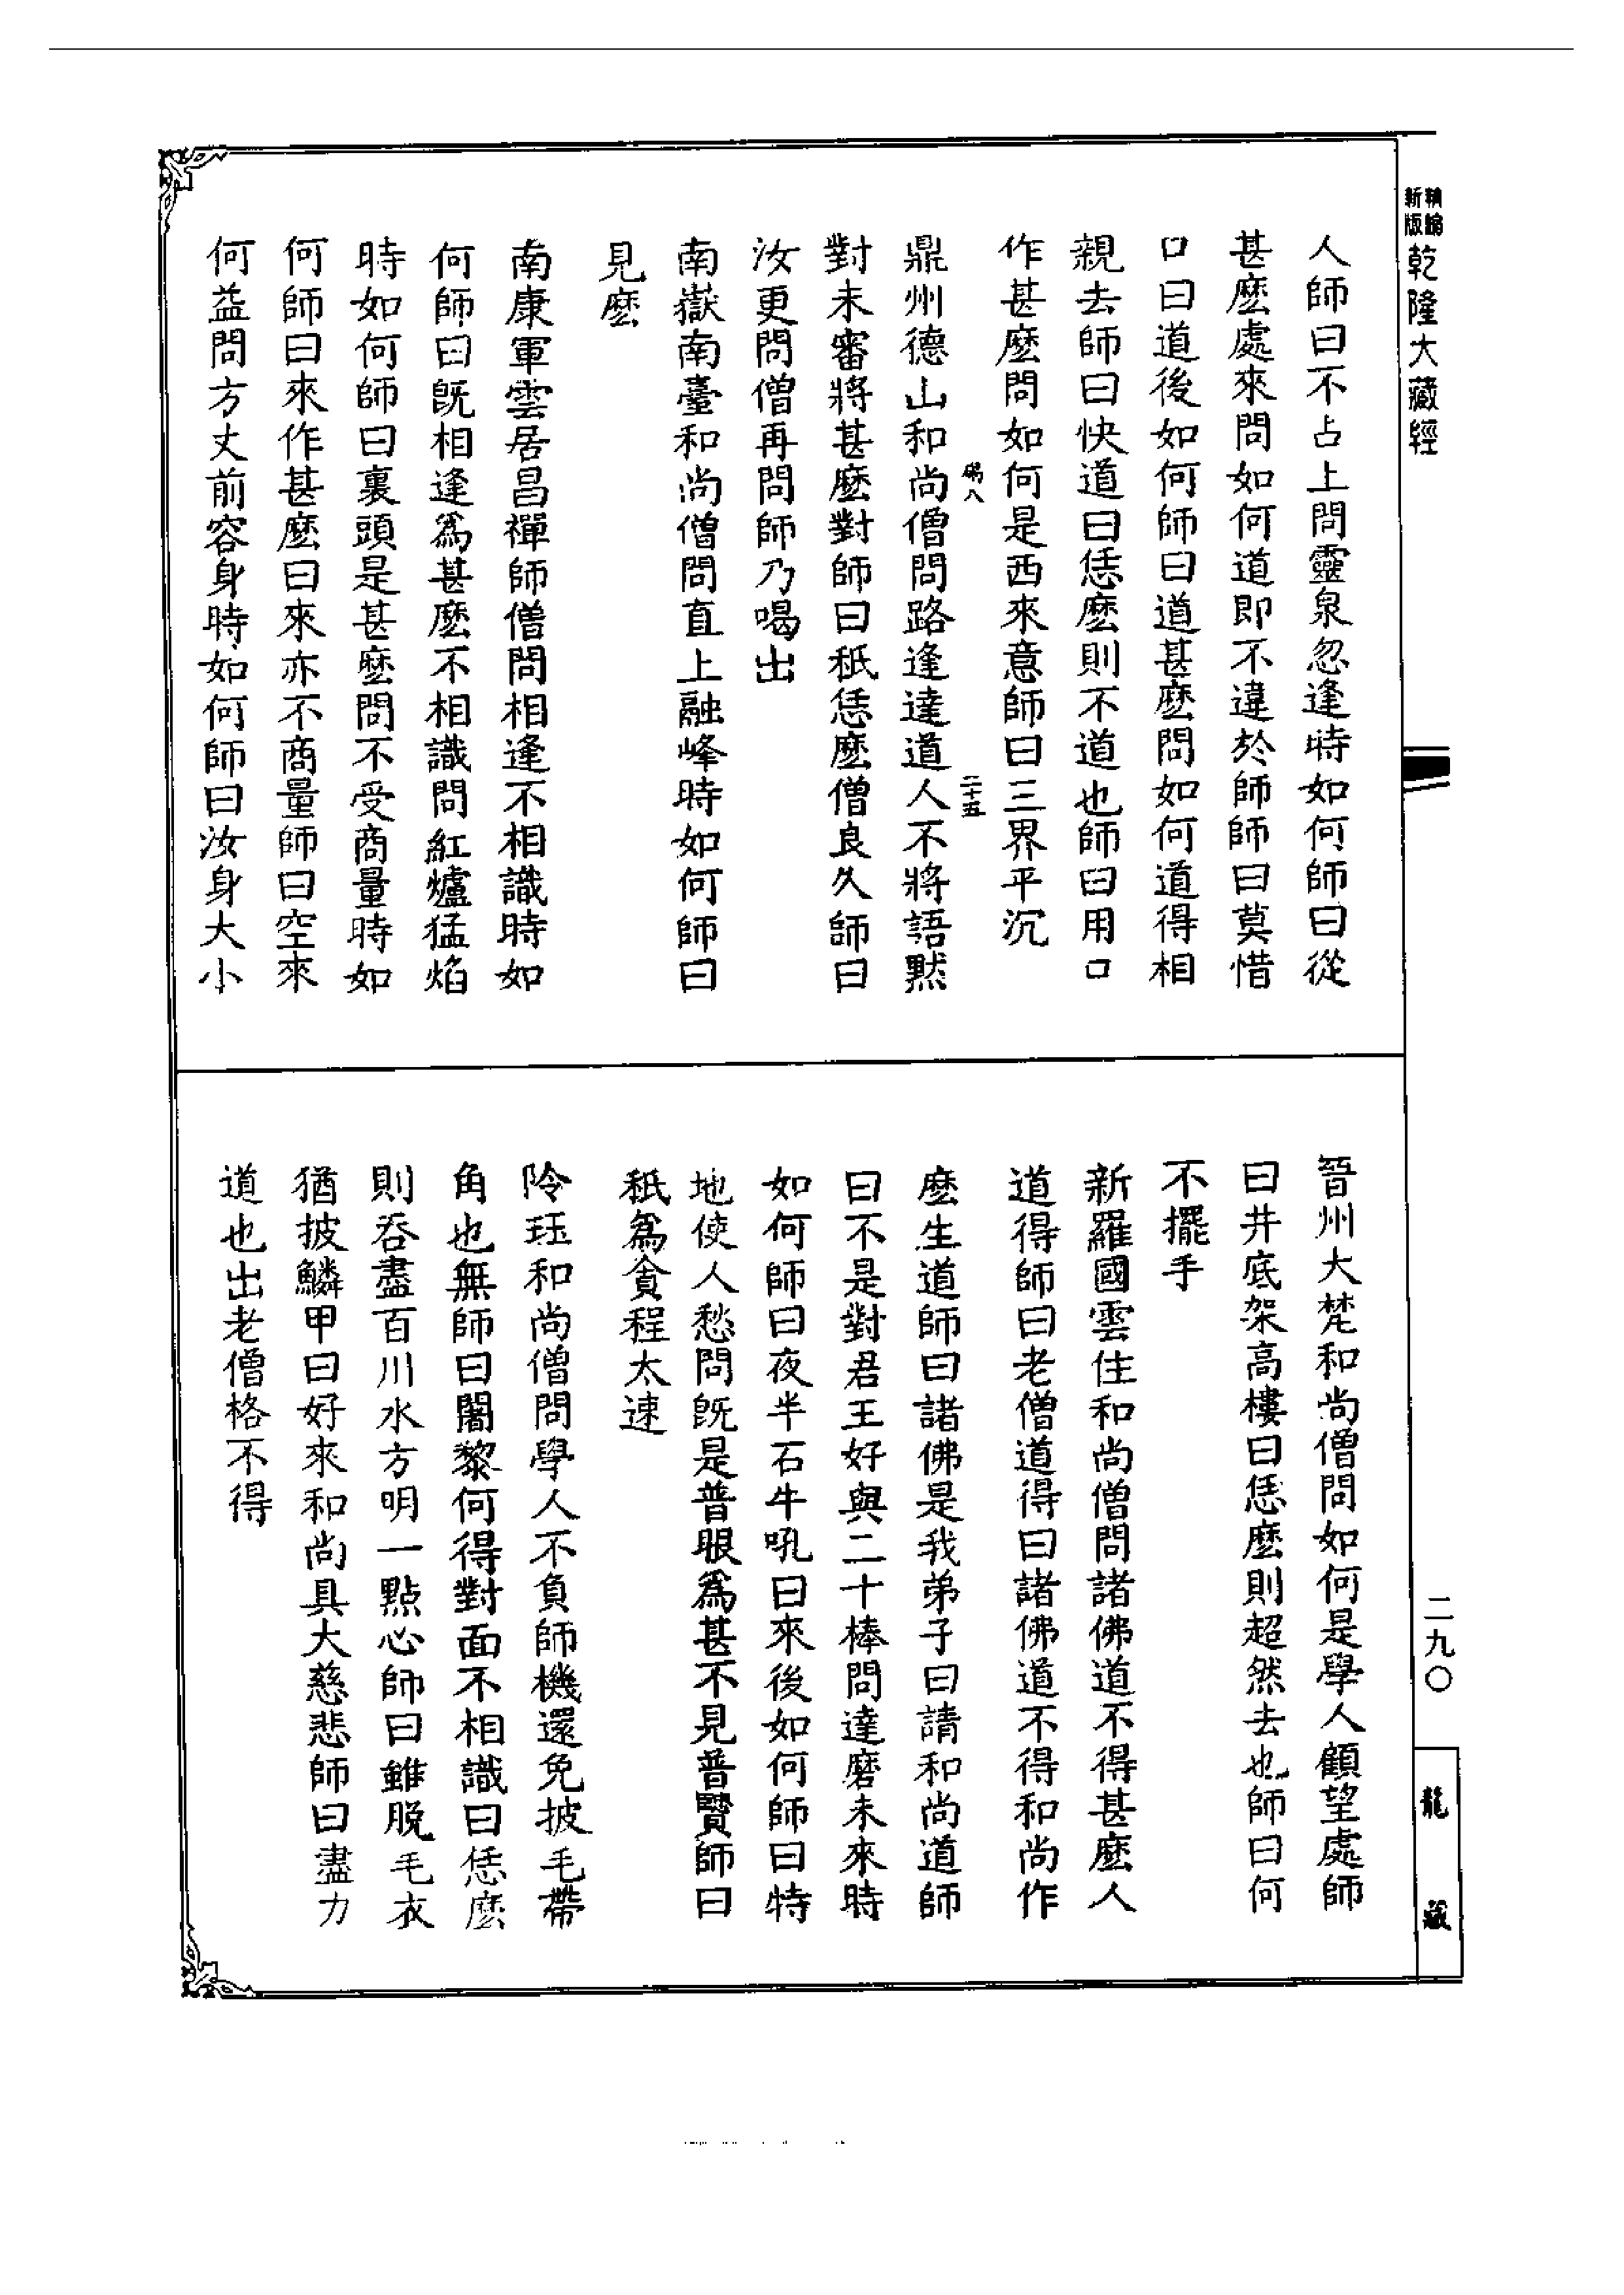 精編
新版
乾隆大藏經
人師曰不占上問靈泉忽逢時如何師曰從
甚麽處來問如何道即不違於師師曰莫惜
口曰道後如何師曰道甚麽問如何道得相
親去師曰快道曰恁麽則不道也師曰用口
作甚麽問如何是西來意師曰三界平沉
八 二十五
鼎州德山和尚僧問路逢達道人不將語默
對未審將甚麽對師曰秖恁麽僧良久師曰
汝更問僧再問師乃喝出
南嶽南臺和尚僧問直上融峰時如何師曰
見麽
南康軍雲居昌禪師僧問相逢不相識時如
何師曰既相逢爲甚麽不相識問紅爐猛焰
時如何師曰裏頭是甚麽問不受商量時如
何師曰來作甚麽曰來亦不商量師曰空來
何益問方丈前容身時如何師曰汝身大小
晉州大梵和尚僧問如何是學人顧望處師
曰井底架高樓曰恁麽則超然去也師曰何
不擺手
新羅國雲住和尚僧問諸佛道不得甚麽人
道得師曰老僧道得曰諸佛道不得和尚作
麽生道師曰諸佛是我弟子曰請和尚道師
曰不是對君王好與二十棒問達磨未來時
如何師曰夜半石牛吼曰來後如何師曰特
地使人愁問既是普眼爲甚不見普賢師曰
秖爲貪程太速
阾珏和尚僧問學人不負師機還免披毛帶
角也無師曰闍黎何得對面不相識曰恁麽
則吞盡百川水方明一點心師曰雖脱毛衣
猶披鱗甲曰好來和尚具大慈悲師曰盡力
道也出老僧格不得
二九〇
龍藏